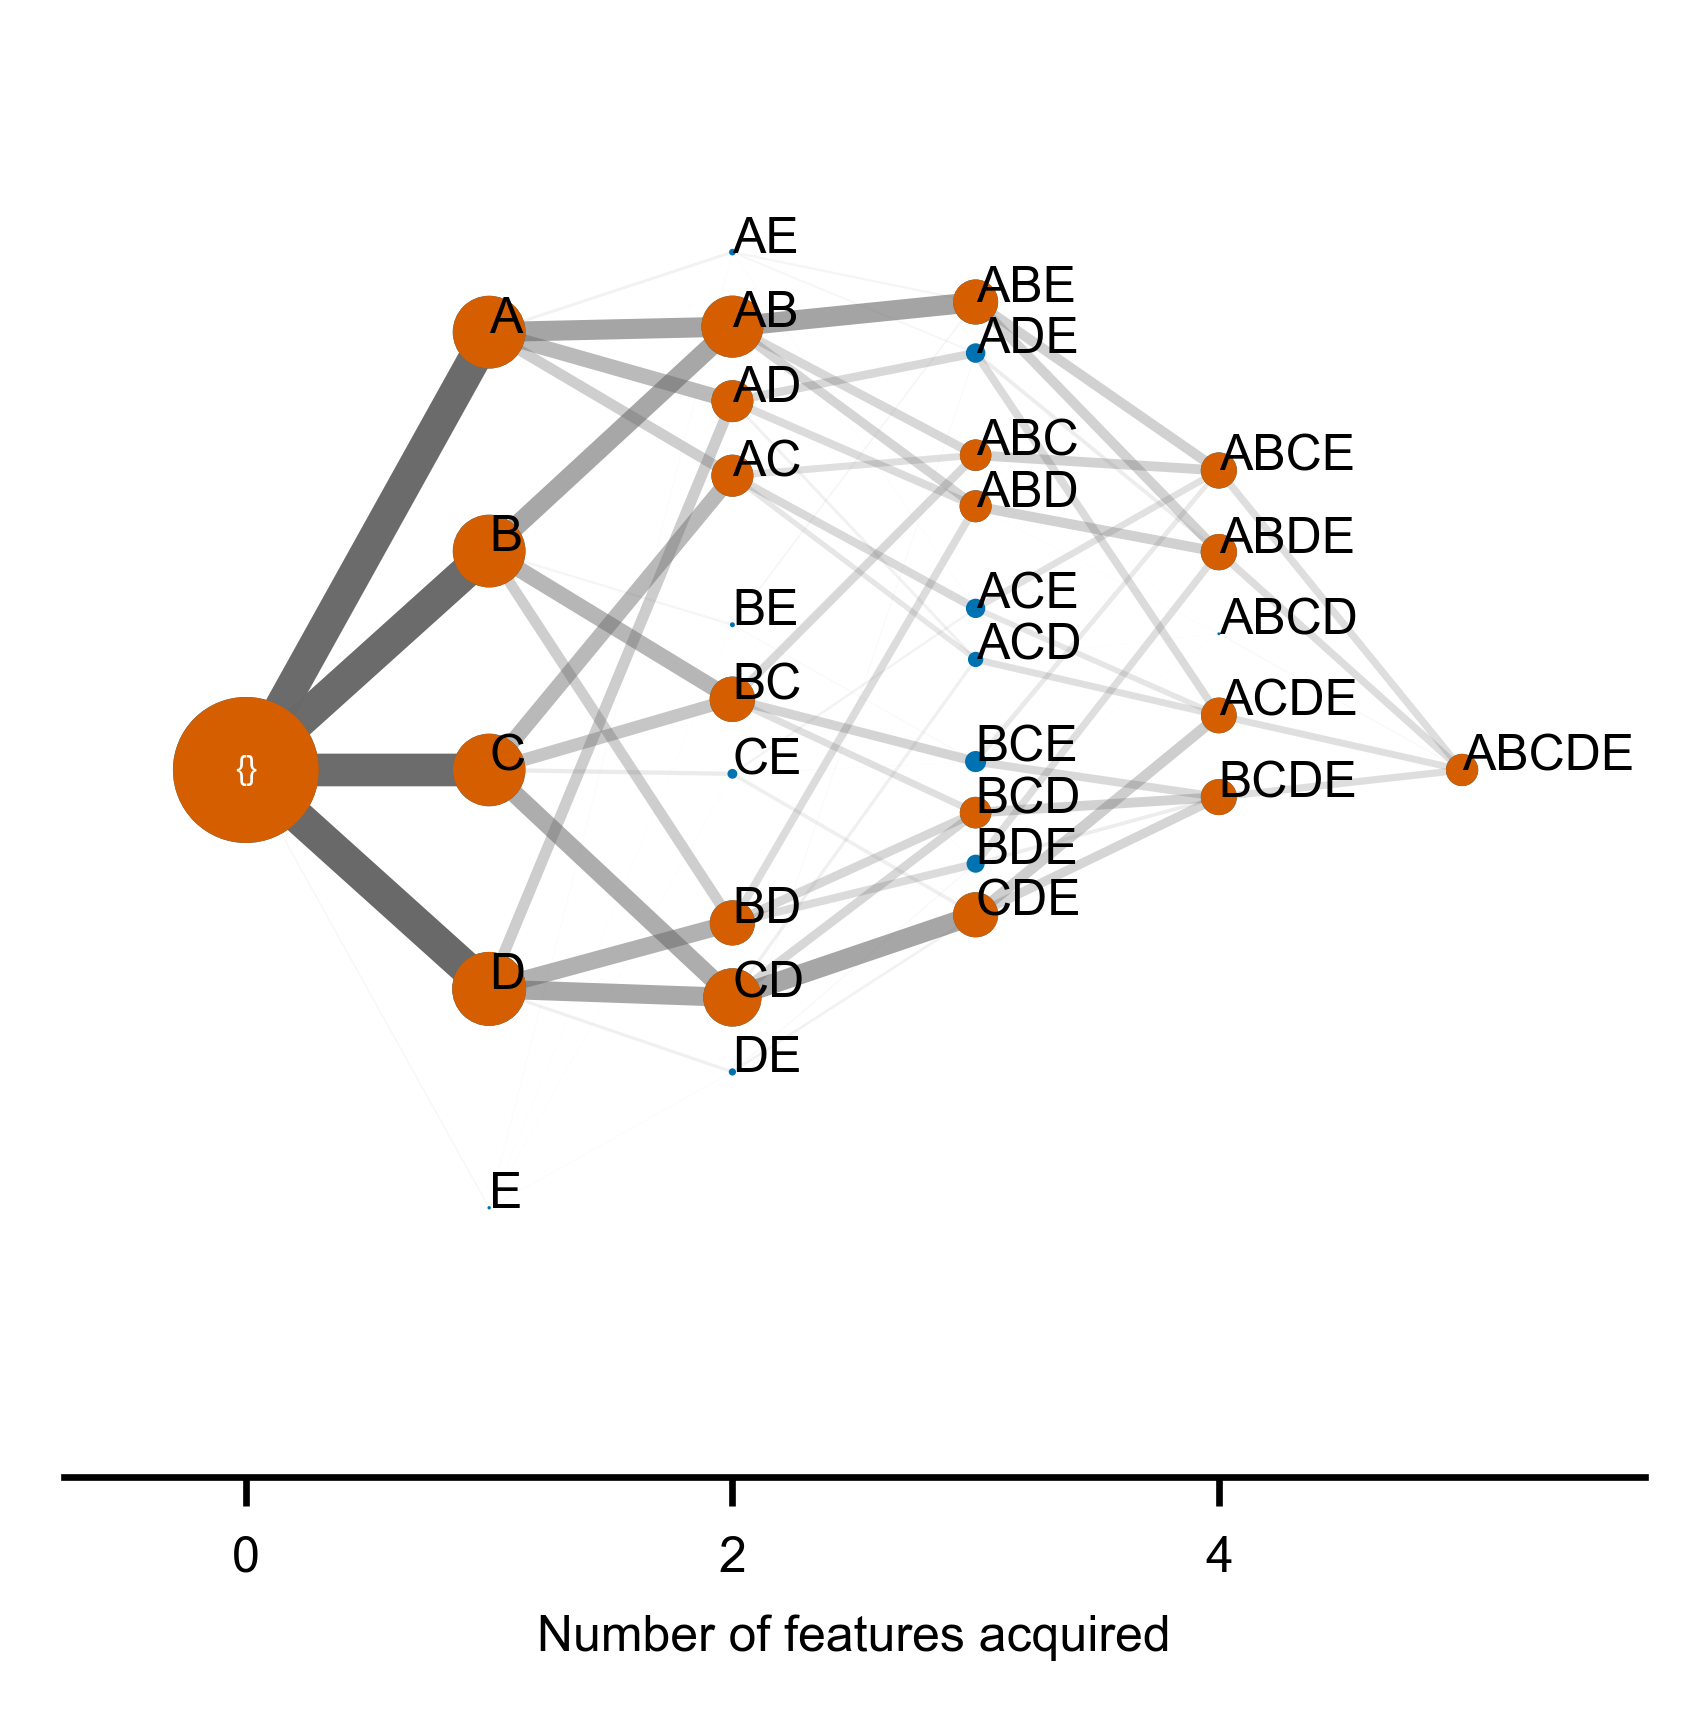 AE
ABE
AB
A
ADE
AD
ABC
AC
ABCE
ABD
B
ABDE
ACE
BE
ABCD
ACD
BC
ACDE
BCE
C
CE
ABCDE
{}
BCDE
BCD
BDE
CDE
BD
D
CD
DE
E
0
2
4
Number of features acquired